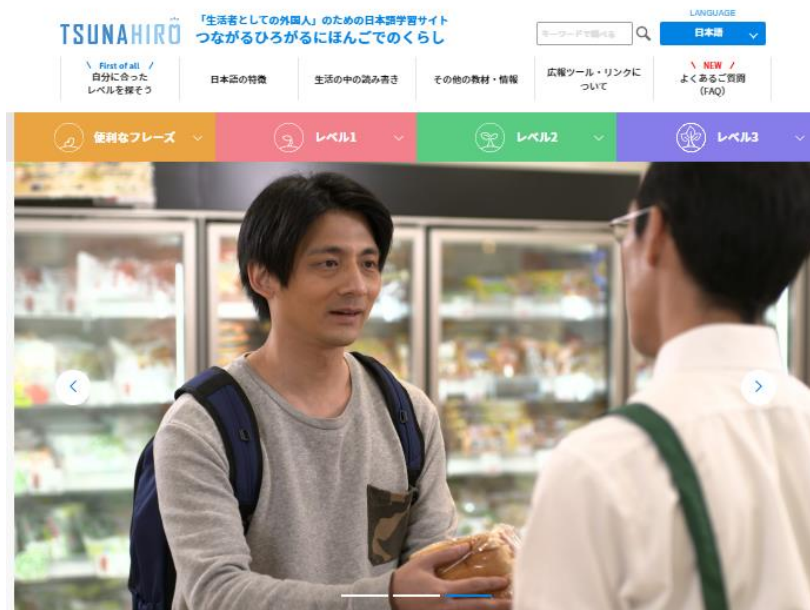 TSUNAHIRO
「生活者としての外国人」のための日本語学習サイト
つながるひろがるにほんごでのくらし
キーワードで調べる
LANGUAGE
日本語
\ First of all /
自分に合った
レベルを探そう
日本語の特徴
生活の中の読み書き
その他の教材・情報
広報ツール・リンクに
ついて
\ NEW /
よくあるご質問
(FAQ)
便利なフレーズ
レベル1
レベル2
レベル3